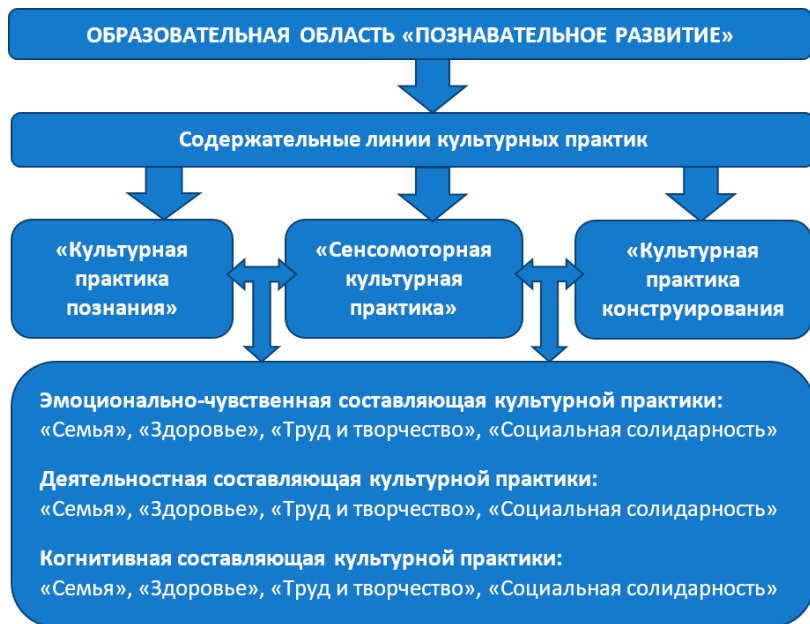 ОБРАЗОВАТЕЛЬНАЯ ОБЛАСТЬ «ПОЗНАВАТЕЛЬНОЕ РАЗВИТИЕ»
Содержательные линии культурных практик
«Культурная
практика
познания»
«Сенсомоторная
культурная
практика»
«Культурная
практика
конструирования
Эмоционально-чувственная составляющая культурной практики:
«Семья», «Здоровье», «Труд и творчество», «Социальная солидарность»
Деятельностная составляющая культурной практики:
«Семья», «Здоровье», «Труд и творчество», «Социальная солидарность»
Когнитивная составляющая культурной практики:
«Семья», «Здоровье», «Труд и творчество», «Социальная солидарность»